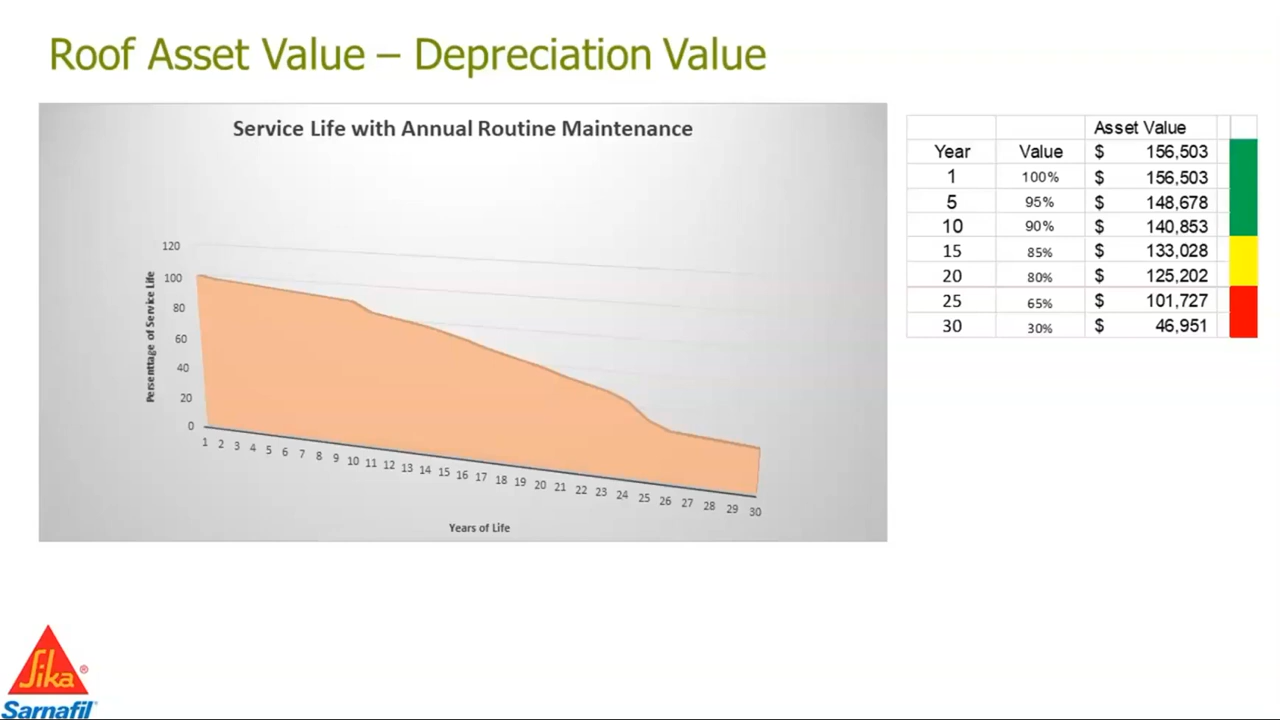 Roof Asset Value – Depreciation Value
Service Life with Annual Routine Maintenance
Persenttage of Service Life
120
100
80
60
40
20
0
1 2 3 4 5 6 7 8 9 10 11 12 13 14 15 16 17 18 19 20 21 22 23 24 25 26 27 28 29 30
Years of Life
Asset Value
Year Value $ 156,503
1 100% $ 156,503
5 95% $ 148,678
10 90% $ 140,853
15 85% $ 133,028
20 80% $ 125,202
25 65% $ 101,727
30 30% $ 46,951
Sika®
Sarnafil